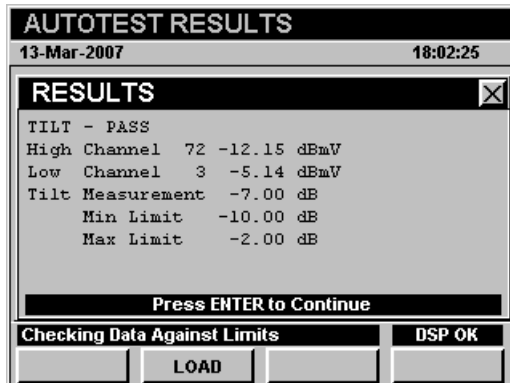 AUTOTEST RESULTS
13-Mar-2007 18:02:25
RESULTS
TILT - PASS
High Channel 72 -12.15 dBmV
Low Channel 3 -5.14 dBmV
Tilt Measurement -7.00 dB
Min Limit -10.00 dB
Max Limit -2.00 dB
Press ENTER to Continue
Checking Data Against Limits DSP OK
LOAD